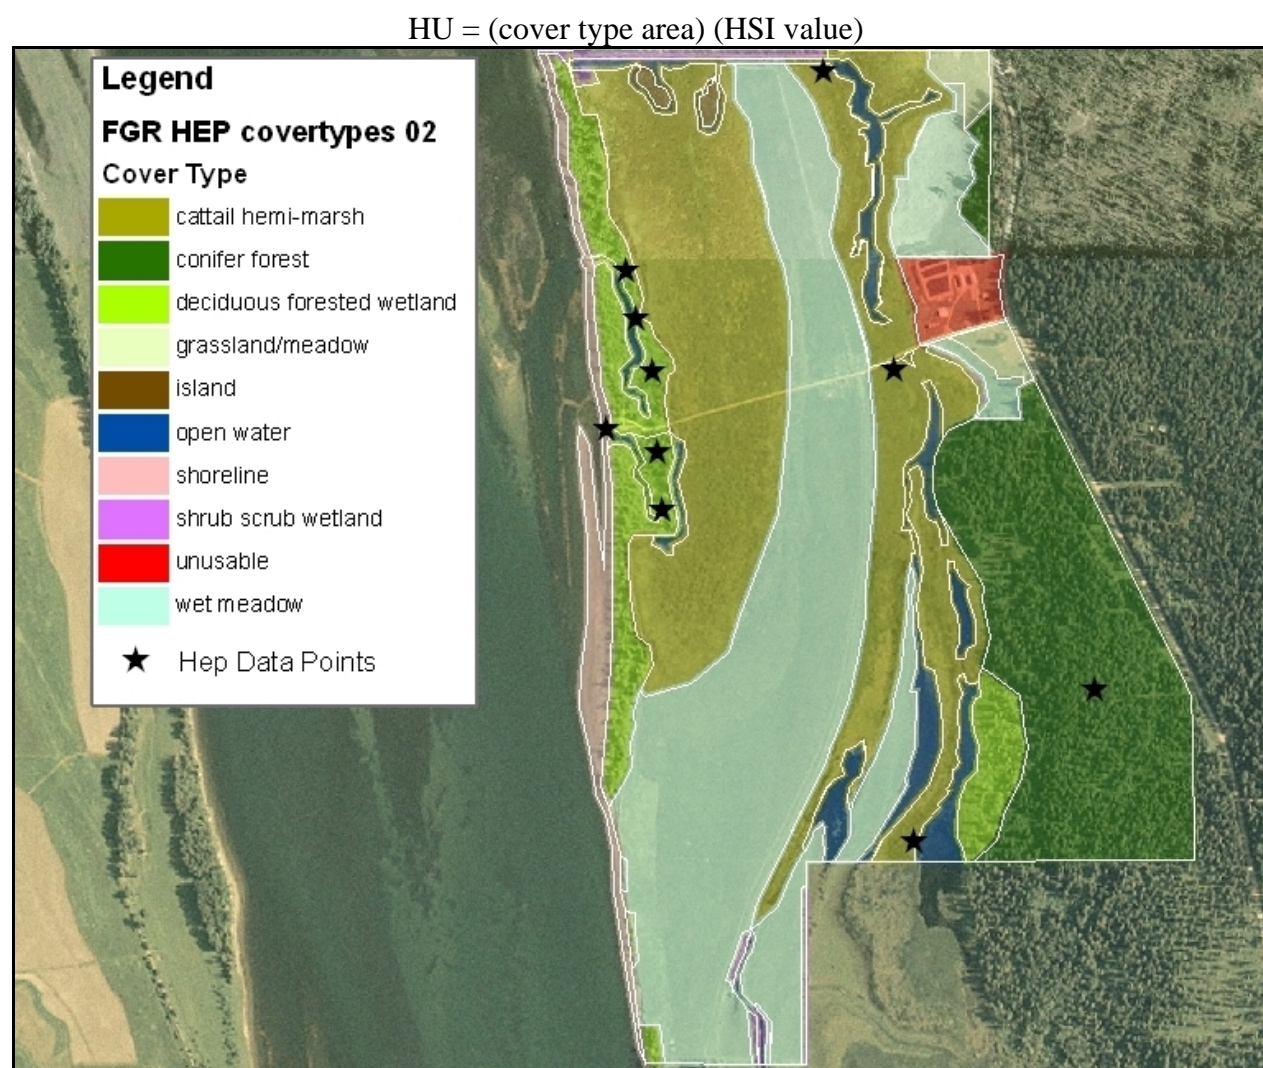 HU = (cover type area) (HSI value)
Legend
FGR HEP covertypes 02
Cover Type
cattail hemi-marsh
conifer forest
deciduous forested wetland
grassland/meadow
island
open water
shoreline
shrub scrub wetland
unusable
wet meadow
Hep Data Points